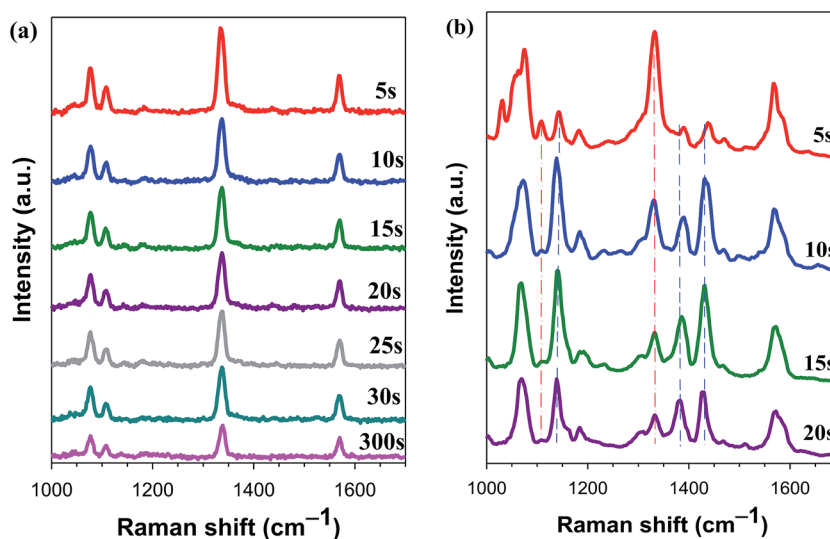 (a)
5s
10s
15s
20s
25s
30s
300s
Intensity (a.u.)
1000 1200 1400 1600
Raman shift (cm−1)
(b)
5s
10s
15s
20s
Intensity (a.u.)
1000 1200 1400 1600
Raman shift (cm−1)